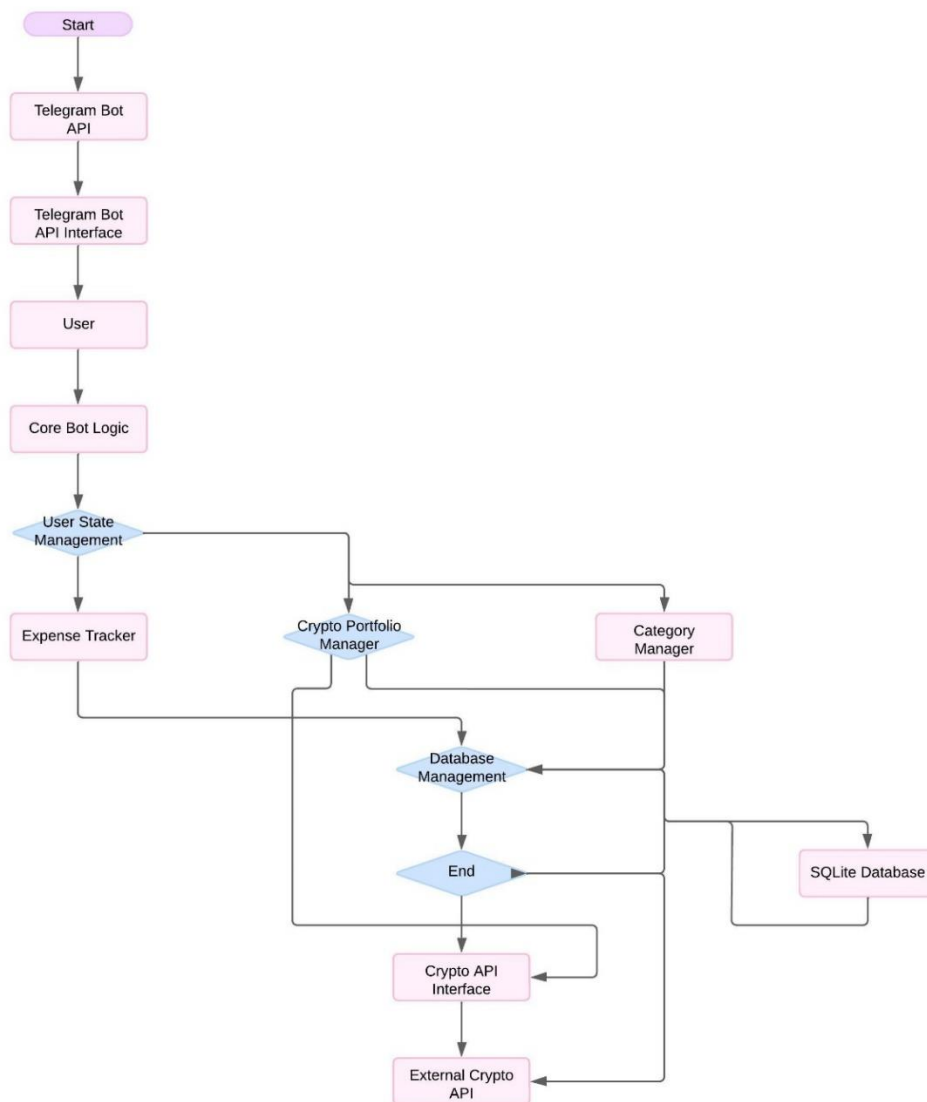 Start
Telegram Bot
API
Telegram Bot
API Interface
User
Core Bot Logic
User State
Management
Expense Tracker
Crypto Portfolio
Manager
Category
Manager
Database
Management
End
SQLite Database
Crypto API
Interface
External Crypto
API